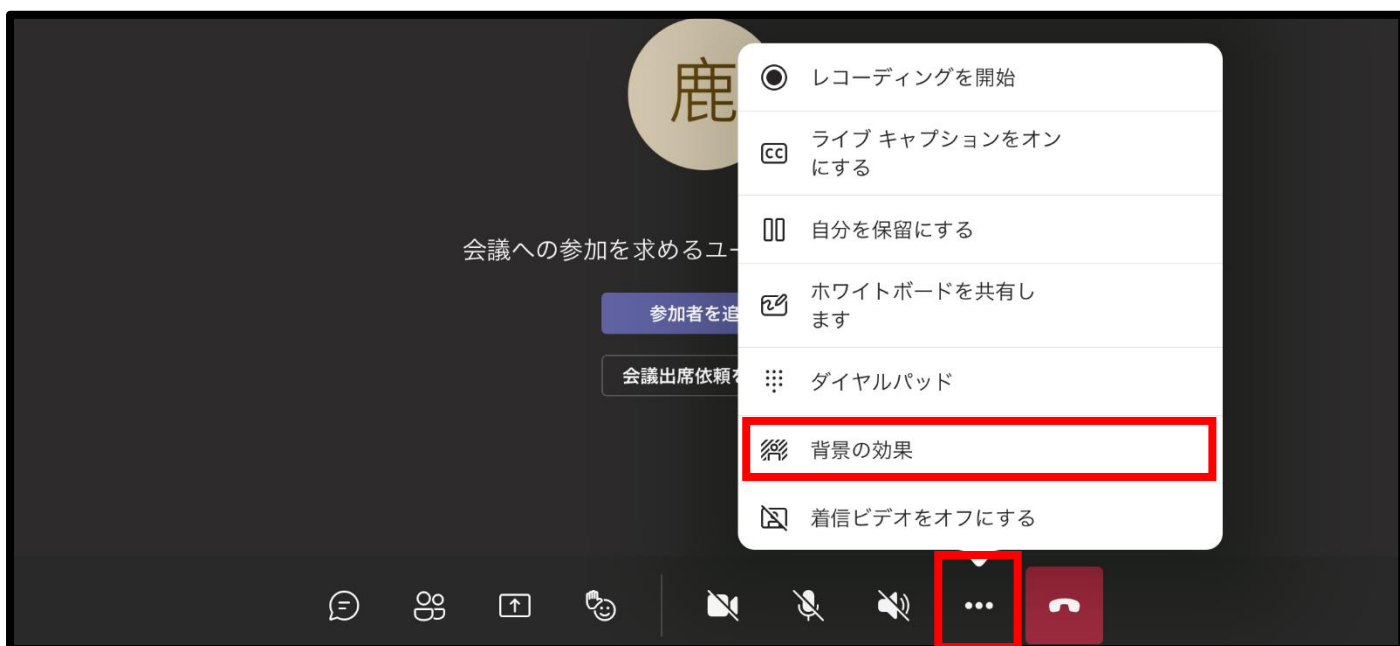 鹿
会議への参加を求めるユー
参加者を追
会議出席依頼
レコーディングを開始
CC
ライブ キャプションをオン
にする
自分を保留にする
ホワイトボードを共有し
ます
ダイヤルパッド
背景の効果
着信ビデオをオフにする